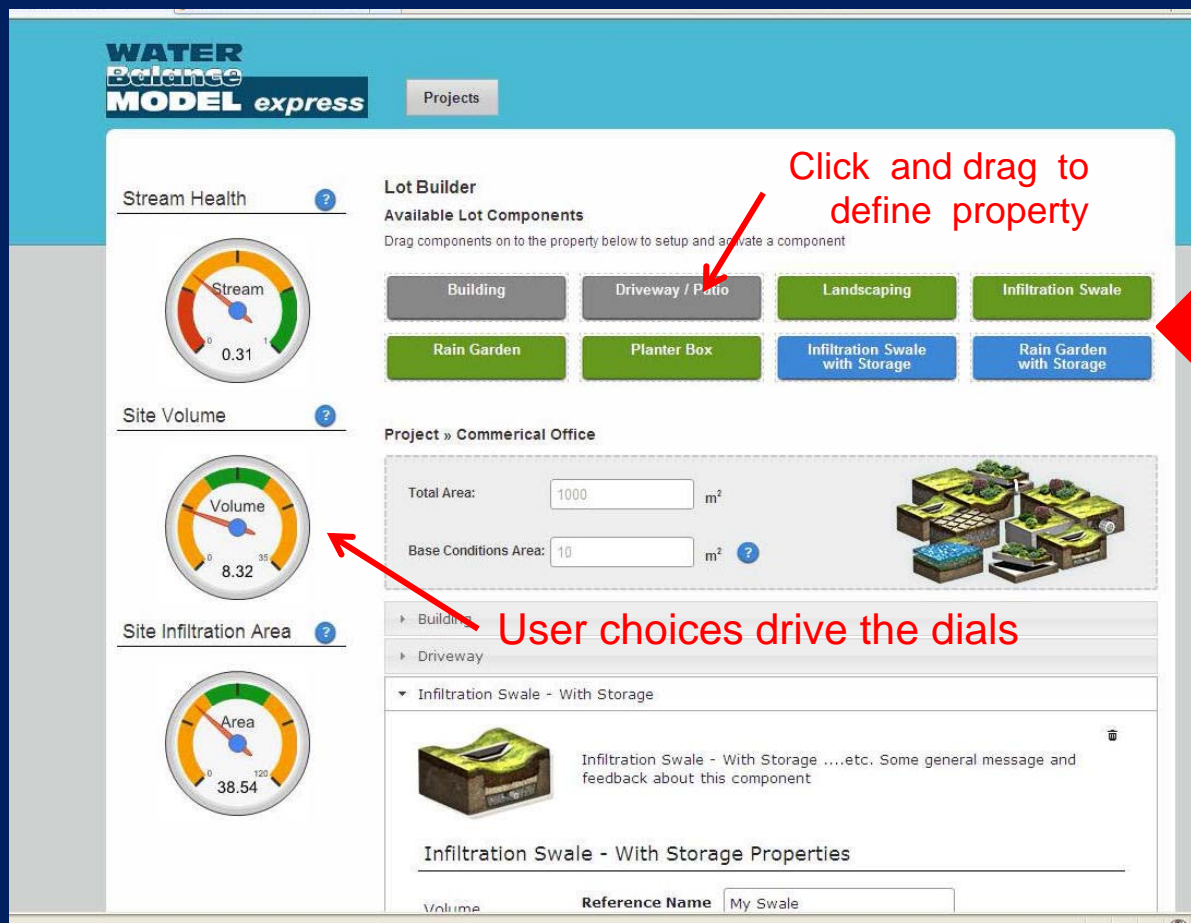 WATER
Balance
MODEL express
Projects
Click and drag to
define property
Stream Health ?
Stream
0 1
0.31
Site Volume ?
Volume
0 35
8.32
Site Infiltration Area ?
Area
0 120
38.54
Lot Builder
Available Lot Components
Drag components on to the property below to setup and activate a component
Building Driveway / Patio Landscaping Infiltration Swale
Rain Garden Planter Box Infiltration Swale with Storage Rain Garden with Storage
Project » Commerical Office
Total Area: 1000 m²
Base Conditions Area: 10 m² ?
Building
User choices drive the dials
Driveway
Infiltration Swale - With Storage
Infiltration Swale - With Storage ....etc. Some general message and
feedback about this component
Infiltration Swale - With Storage Properties
Volume Reference Name My Swale